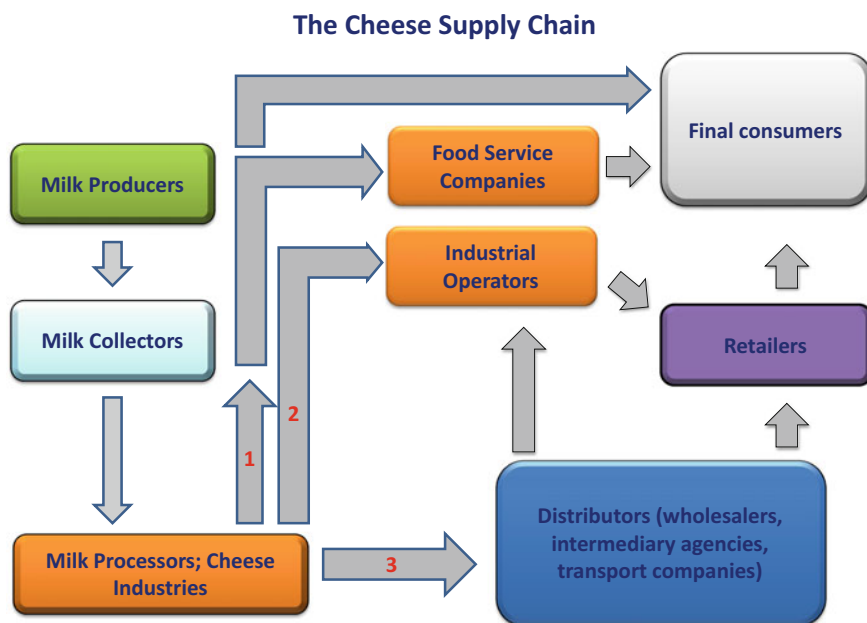 The Cheese Supply Chain
Final consumers
Food Service
Companies
Milk Producers
Industrial
Operators
Milk Collectors
Retailers
2
1
Distributors (wholesalers,
intermediary agencies,
transport companies)
Milk Processors; Cheese
Industries
3